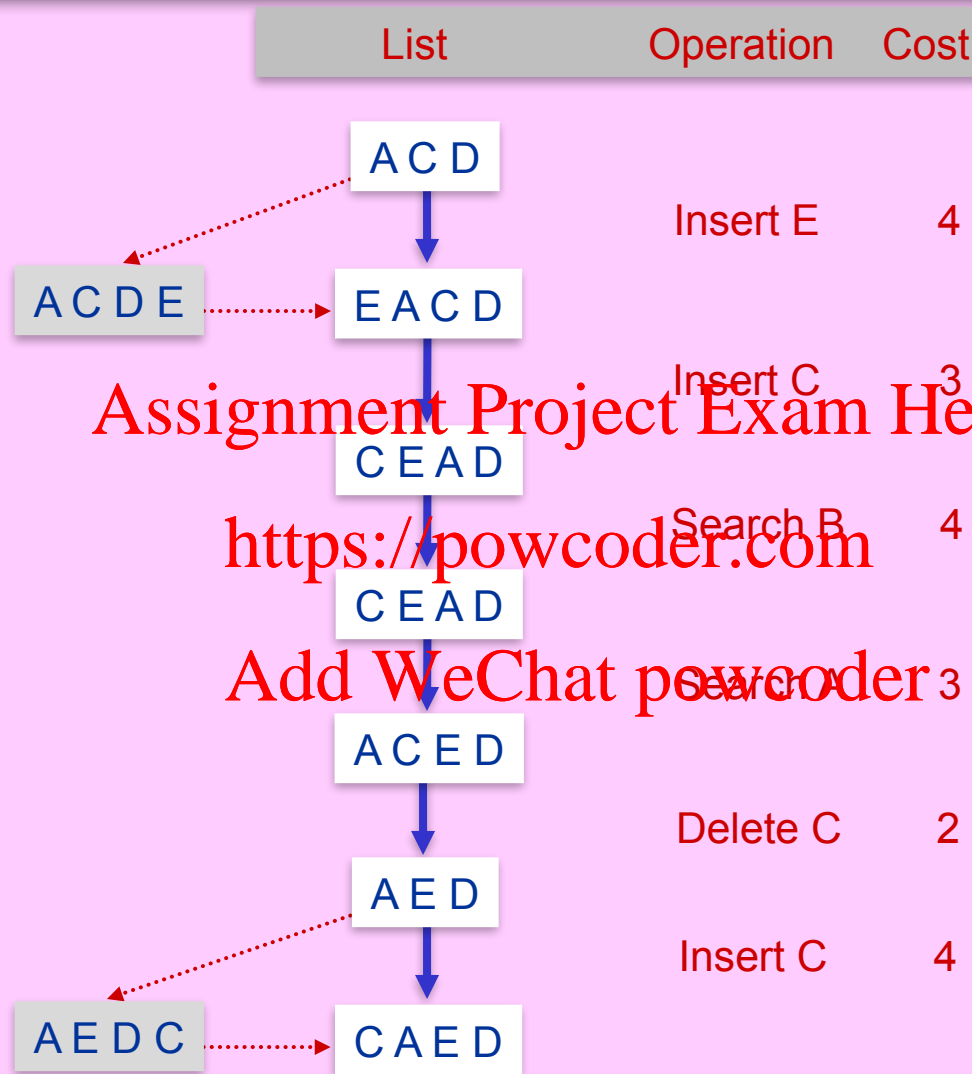 List Operation Cost
A C D
Insert E 4
A C D E E A C D
Insert C 3
Assignment Project Exam He
C E A D
Search B 4
https://powcoder.com
C E A D
Search A 3
Add WeChat powcoder
A C E D
Delete C 2
A E D
Insert C 4
A E D C C A E D